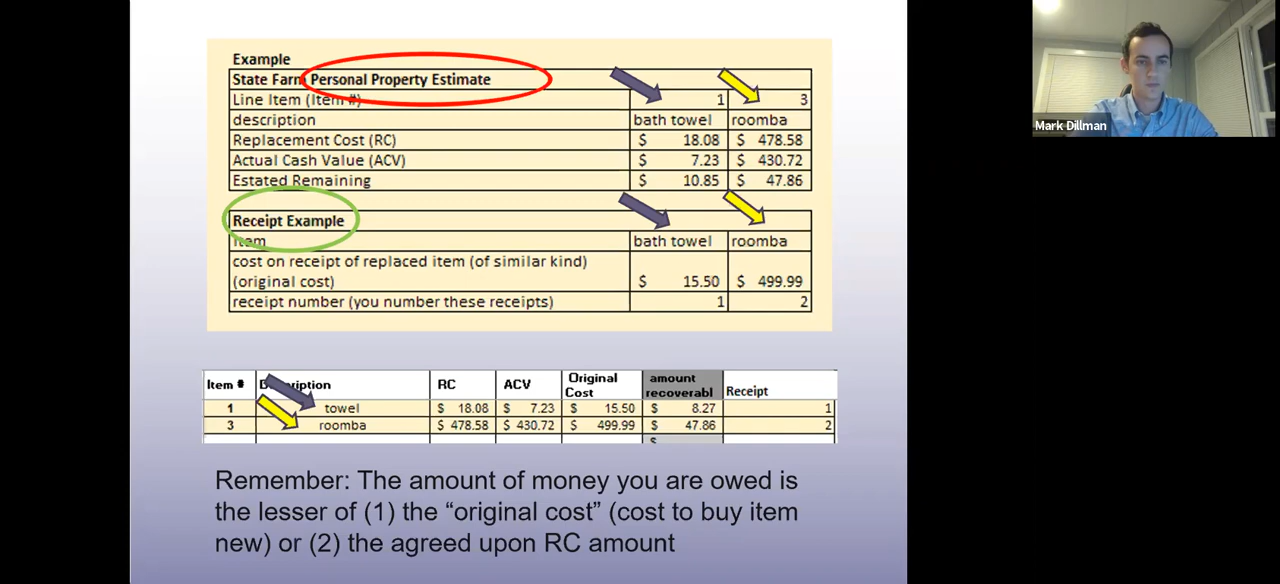 Example
State Farm Personal Property Estimate
Line Item (Item #) 1 3
description bath towel roomba
Replacement Cost (RC) $ 18.08 $ 478.58
Actual Cash Value (ACV) $ 7.23 $ 430.72
Estated Remaining $ 10.85 $ 47.86
Receipt Example
Item bath towel roomba
cost on receipt of replaced item (of similar kind)
(original cost) $ 15.50 $ 499.99
receipt number (you number these receipts) 1 2
Item # Description RC ACV Original Cost amount recoverabl Receipt
1 towel $ 18.08 $ 7.23 $ 15.50 $ 8.27 1
3 roomba $ 478.58 $ 430.72 $ 499.99 $ 47.86 2
$
Remember: The amount of money you are owed is
the lesser of (1) the “original cost” (cost to buy item
new) or (2) the agreed upon RC amount
Mark Dillman